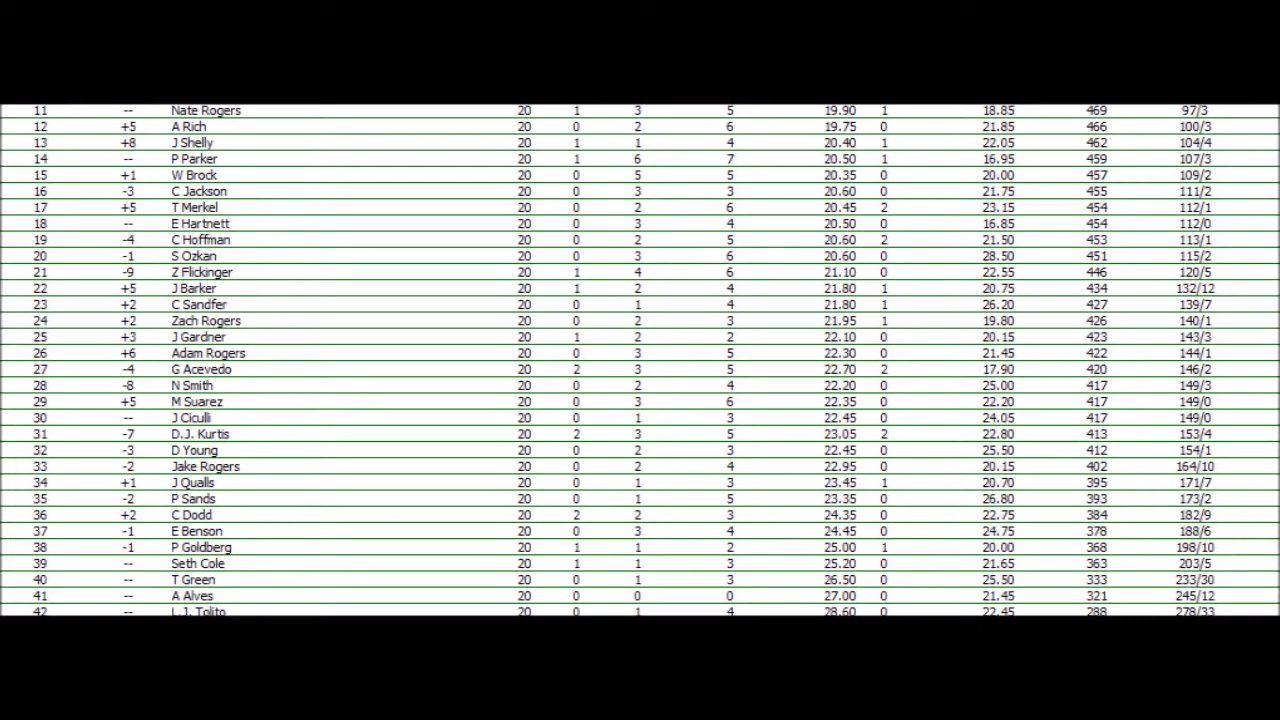 11 -- Nate Rogers 20 1 3 5 19.90 1 18.85 469 97/3
12 +5 A Rich 20 0 2 6 19.75 0 21.85 466 100/3
13 +8 J Shelly 20 1 1 4 20.40 1 22.05 462 104/4
14 -- P Parker 20 1 6 7 20.50 1 16.95 459 107/3
15 +1 W Brock 20 0 5 5 20.35 0 20.00 457 109/2
16 -3 C Jackson 20 0 3 3 20.60 0 21.75 455 111/2
17 +5 T Merkel 20 0 2 6 20.45 2 23.15 454 112/1
18 -- E Hartnett 20 0 3 4 20.50 0 16.85 454 112/0
19 -4 C Hoffman 20 0 2 5 20.60 2 21.50 453 113/1
20 -1 S Ozkan 20 0 3 6 20.60 0 28.50 451 115/2
21 -9 Z Flickinger 20 1 4 6 21.10 0 22.55 446 120/5
22 +5 J Barker 20 1 2 4 21.80 1 20.75 434 132/12
23 +2 C Sandfer 20 0 1 4 21.80 1 26.20 427 139/7
24 +2 Zach Rogers 20 0 2 3 21.95 1 19.80 426 140/1
25 +3 J Gardner 20 1 2 2 22.10 0 20.15 423 143/3
26 +6 Adam Rogers 20 0 3 5 22.30 0 21.45 422 144/1
27 -4 G Acevedo 20 2 3 5 22.70 2 17.90 420 146/2
28 -8 N Smith 20 0 2 4 22.20 0 25.00 417 149/3
29 +5 M Suarez 20 0 3 6 22.35 0 22.20 417 149/0
30 -- J Ciculli 20 0 1 3 22.45 0 24.05 417 149/0
31 -7 D.J. Kurtis 20 2 3 5 23.05 2 22.80 413 153/4
32 -3 D Young 20 0 2 3 22.45 0 25.50 412 154/1
33 -2 Jake Rogers 20 0 2 4 22.95 0 20.15 402 164/10
34 +1 J Qualls 20 0 1 3 23.45 1 20.70 395 171/7
35 -2 P Sands 20 0 1 5 23.35 0 26.80 393 173/2
36 +2 C Dodd 20 2 2 3 24.35 0 22.75 384 182/9
37 -1 E Benson 20 0 3 4 24.45 0 24.75 378 188/6
38 -1 P Goldberg 20 1 1 2 25.00 1 20.00 368 198/10
39 -- Seth Cole 20 1 1 3 25.20 0 21.65 363 203/5
40 -- T Green 20 0 1 3 26.50 0 25.50 333 233/30
41 -- A Alves 20 0 0 0 27.00 0 21.45 321 245/12
42 -- L.J. Tolito 20 0 1 4 28.60 0 22.45 288 278/33